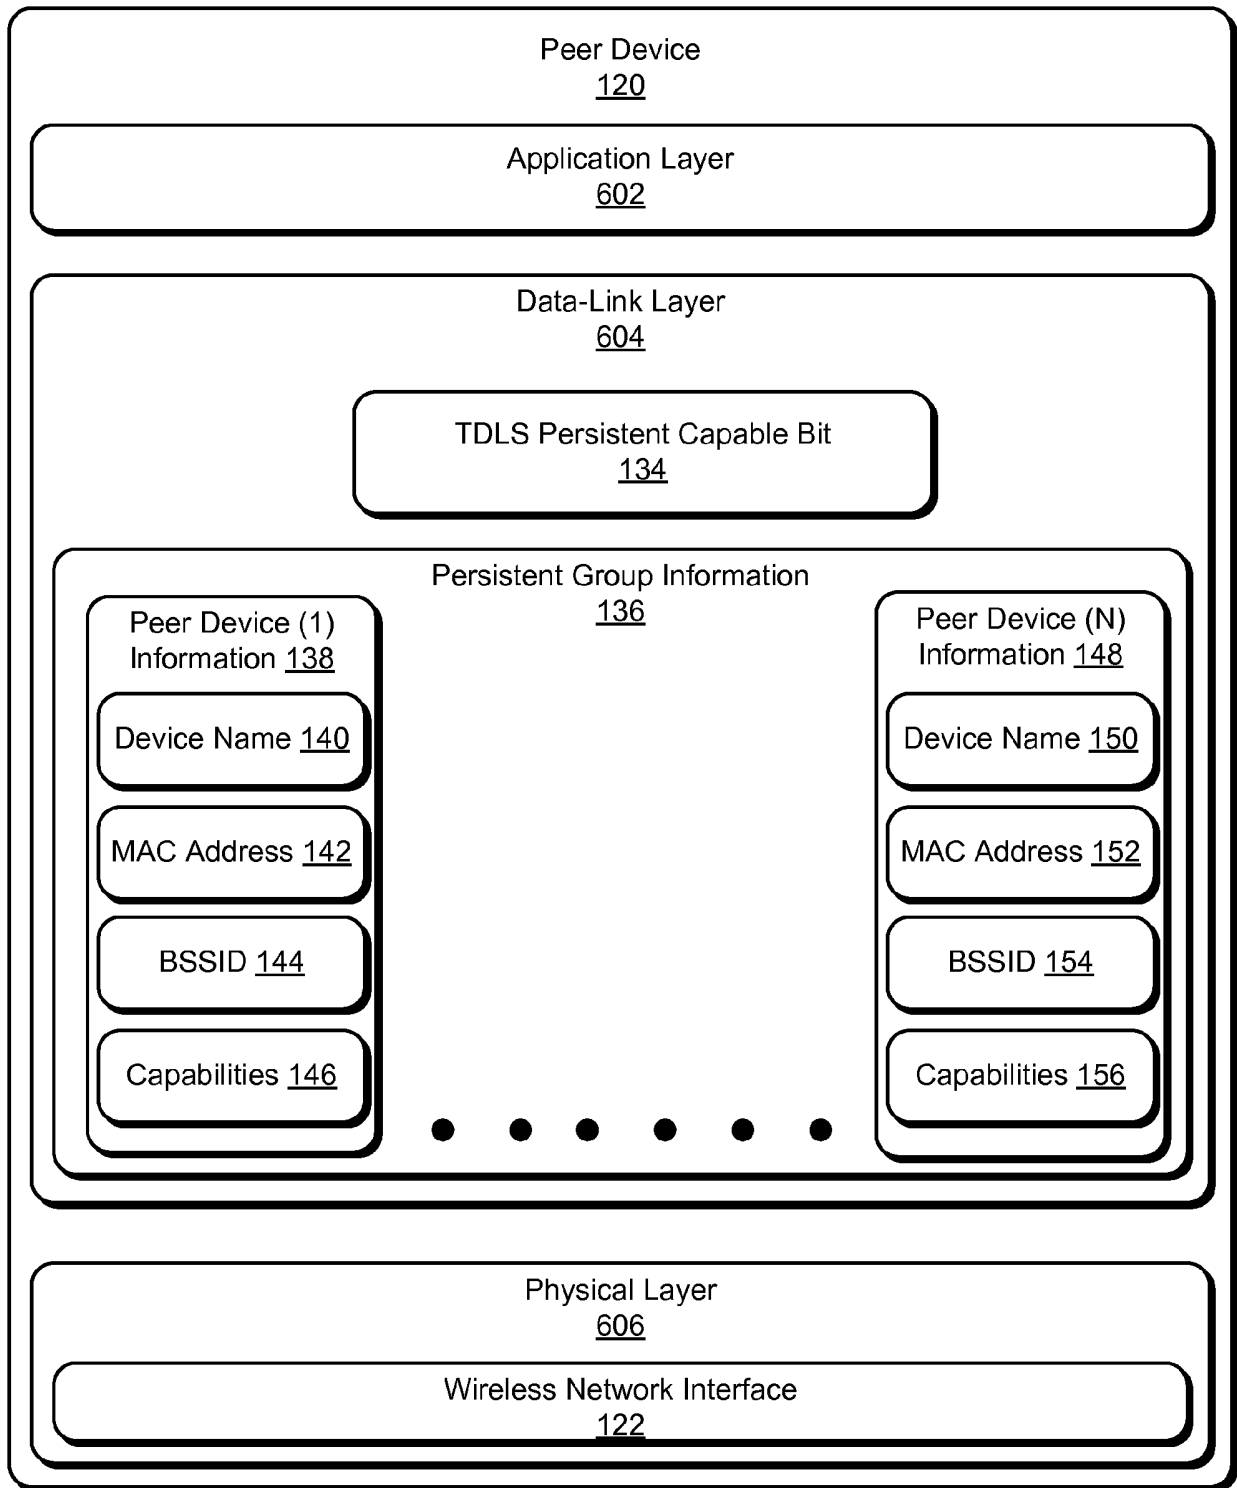 Peer Device
120
Application Layer
602
Data-Link Layer
604
TDLS Persistent Capable Bit
134
Persistent Group Information
136
Peer Device (1)
Information 138
Device Name 140
MAC Address 142
BSSID 144
Capabilities 146
Peer Device (N)
Information 148
Device Name 150
MAC Address 152
BSSID 154
Capabilities 156
Physical Layer
606
Wireless Network Interface
122